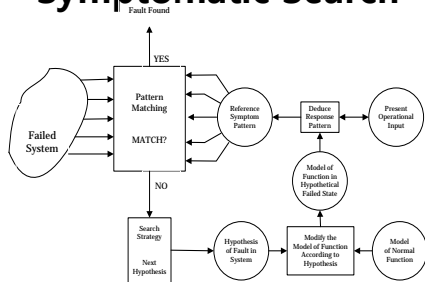 Symptomatic Search
Fault Found
YES
Pattern
Matching
MATCH?
Failed
System
Reference
Symptom
Pattern
Deduce
Response
Pattern
Present
Operational
Input
Model of
Function in
Hypothetical
Failed State
NO
Search
Strategy
Next
Hypothesis
Hypothesis
of Fault in
System
Modify the
Model of Function
According to
Hypothesis
Model
of Normal
Function